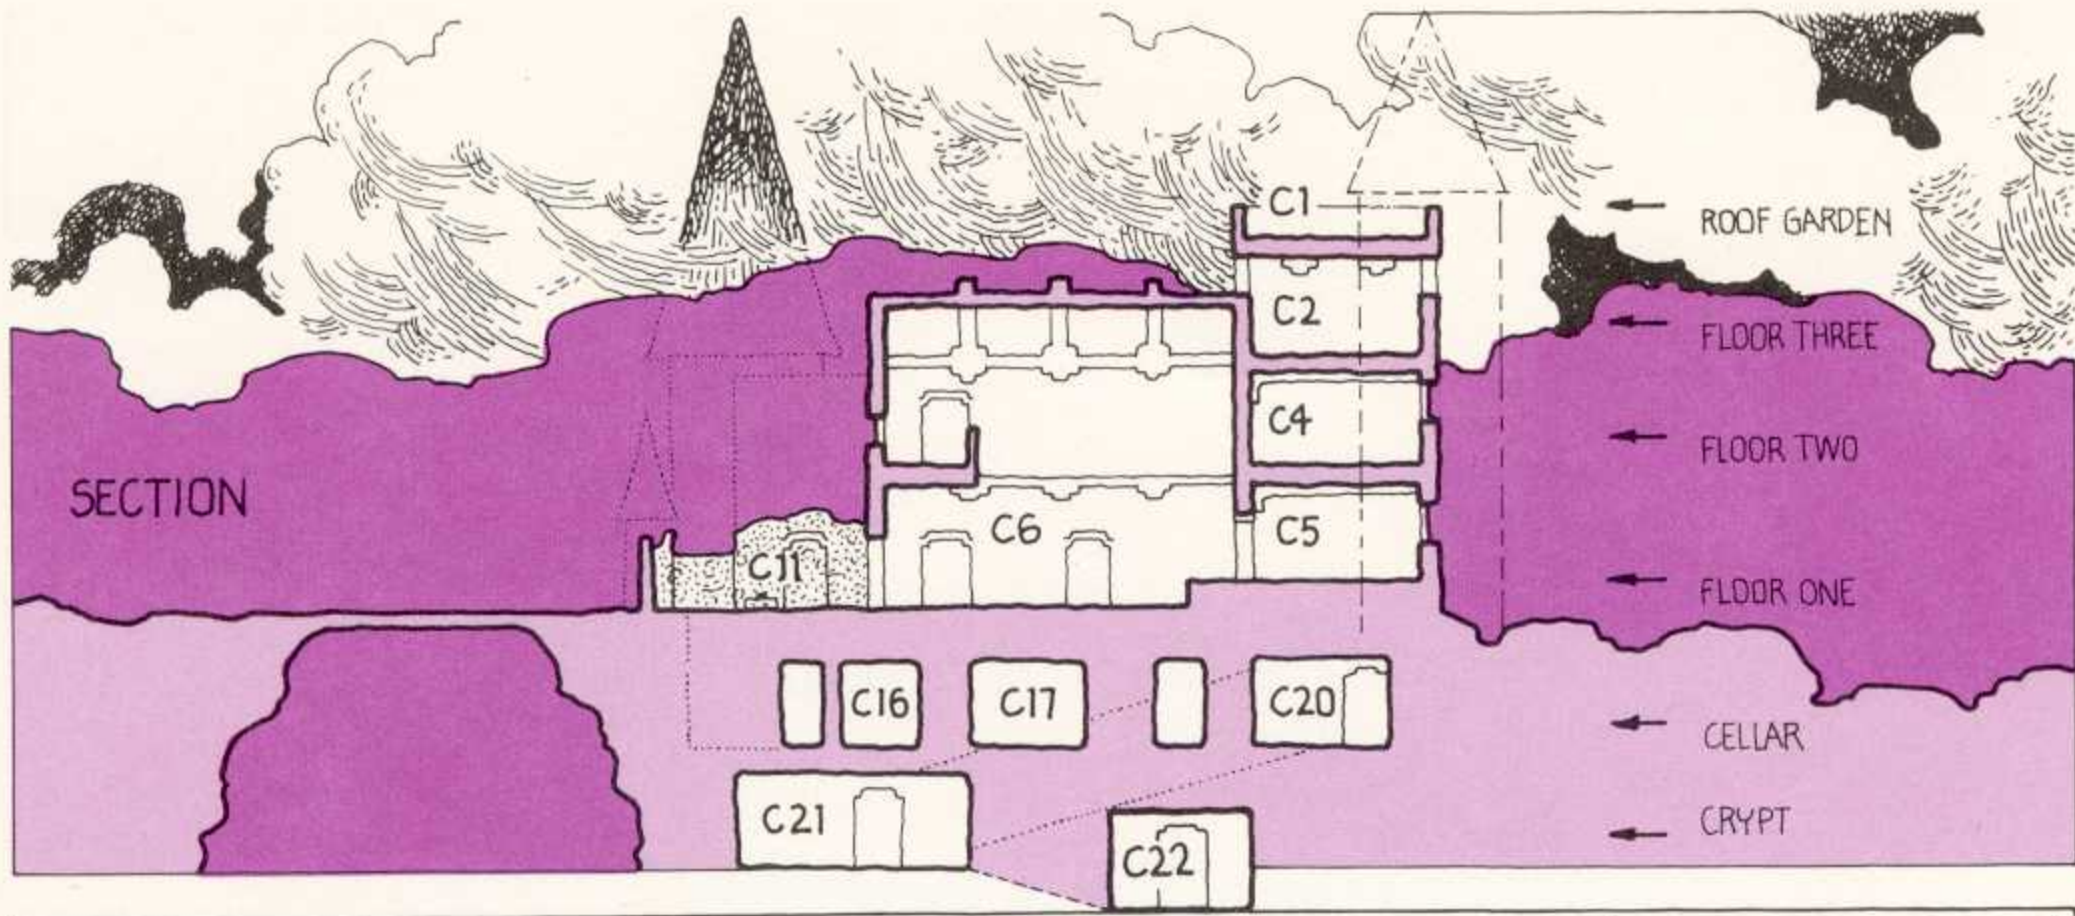 C1
ROOF GARDEN
C2
FLOOR THREE
C4
FLOOR TWO
SECTION
C6
C5
C11
FLOOR ONE
C16
C17
C20
CELLAR
C21
CRYPT
C22